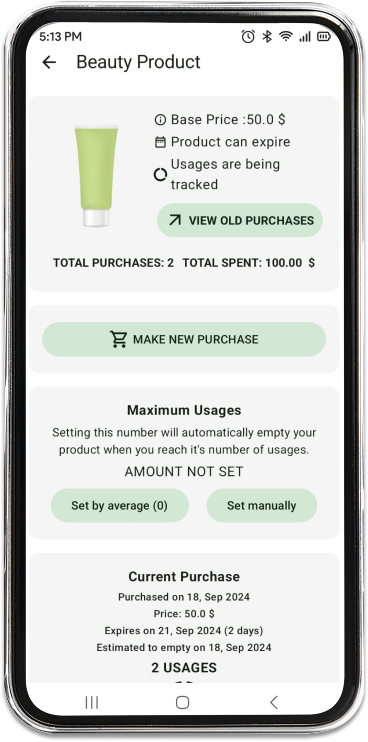 5:13 PM
Beauty Product
Base Price :50.0 $
Product can expire
Usages are being
tracked
VIEW OLD PURCHASES
TOTAL PURCHASES: 2 TOTAL SPENT: 100.00 $
MAKE NEW PURCHASE
Maximum Usages
Setting this number will automatically empty your
product when you reach it's number of usages.
AMOUNT NOT SET
Set by average (0) Set manually
Current Purchase
Purchased on 18, Sep 2024
Price: 50.0 $
Expires on 21, Sep 2024 (2 days)
Estimated to empty on 18, Sep 2024
2 USAGES